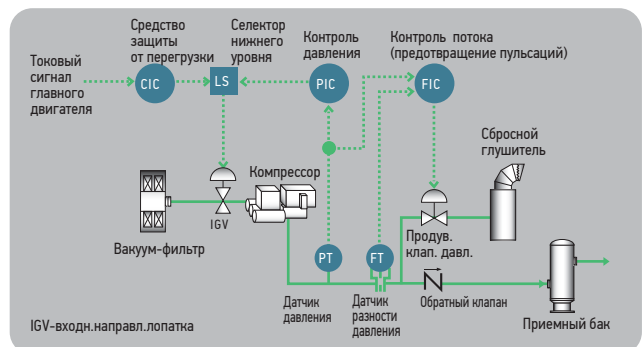 Токовый
сигнал
главного
двигателя
Средство
защиты
от перегрузки
Селектор
нижнего
уровня
Контроль
давления
Контроль потока
(предотвращение пульсаций)
CIC
LS
PIC
FIC
Сбросной
глушитель
Компрессор
IGV
Вакуум-фильтр
Продув.
клап. давл.
PT
FT
Датчик
давления
Датчик
разности
давления
Обратный клапан
Приемный бак
IGV-входн.направл.лопатка